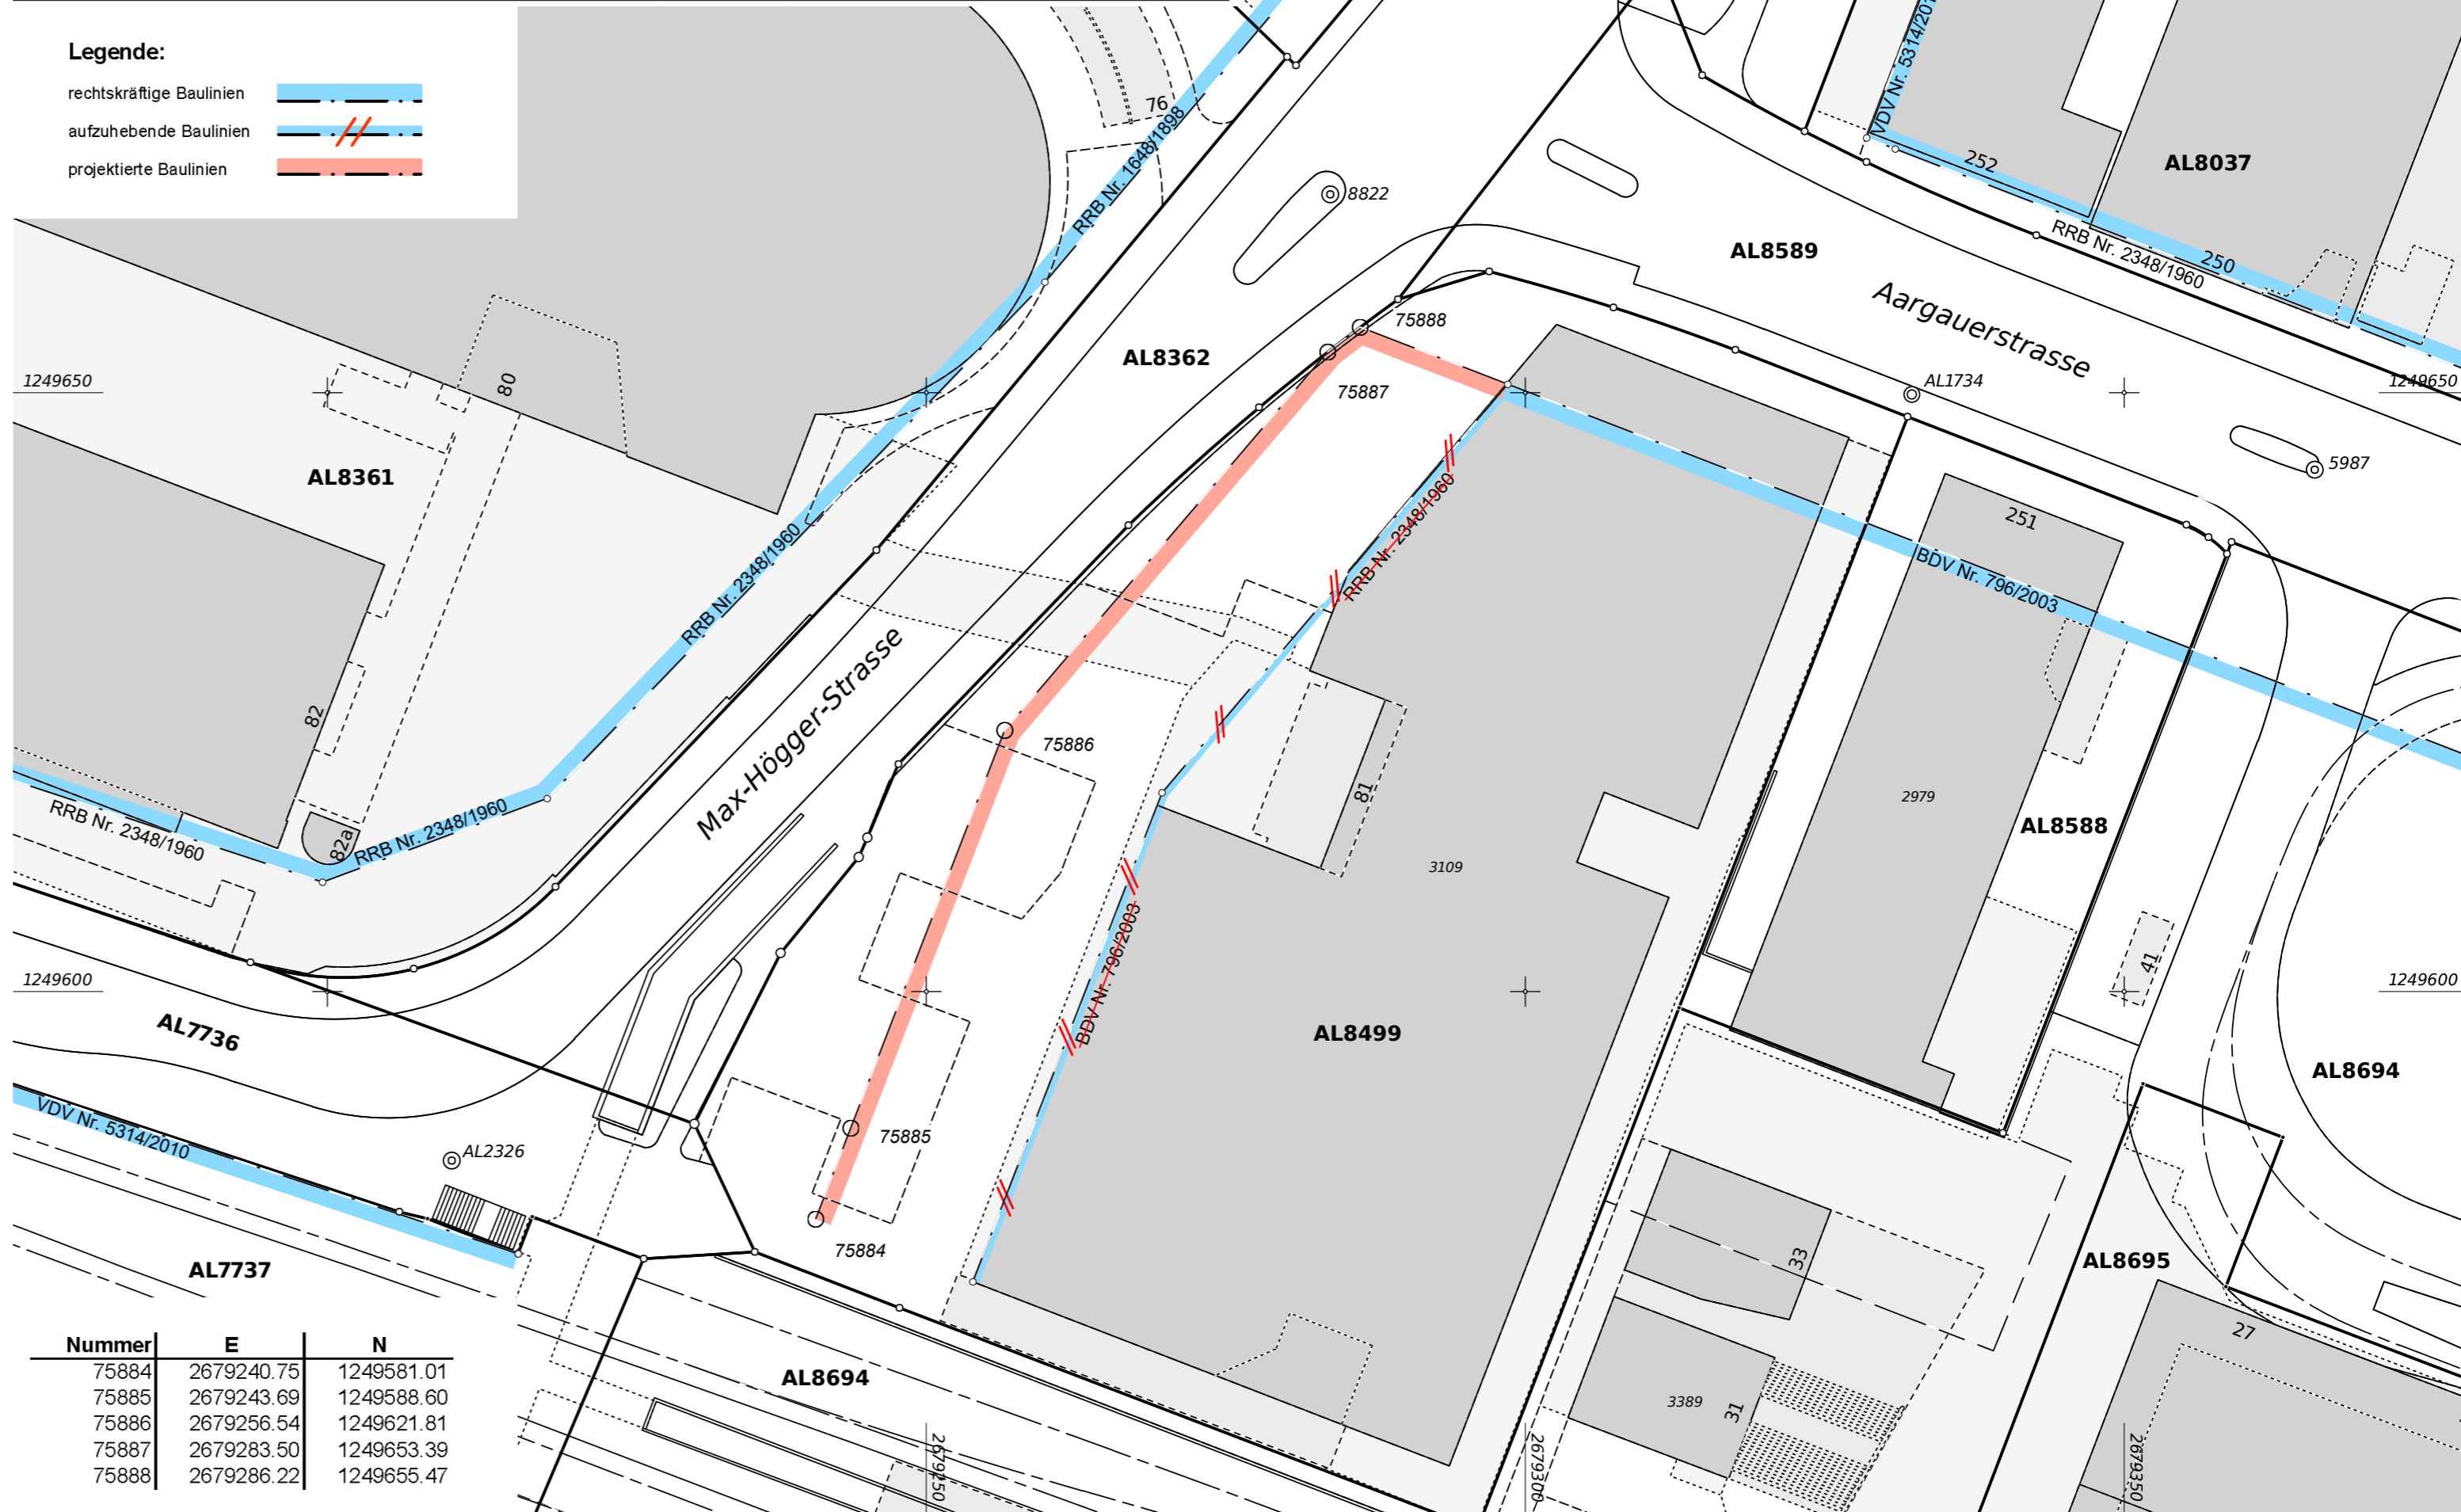 Legende:
rechtskräftige Baulinien
aufzuhebende Baulinien
projektierte Baulinien
76
RRB Nr. 1648/1898
8822
VDV Nr. 5314/201
252
AL8037
250
RRB Nr. 2348/1960
AL8589
Aargauerstrasse
75888
AL8362
1249650
80
75887
AL1734
1249650
AL8361
5987
251
RRB Nr. 2348/1960
RRB Nr. 2348/1960
BDV Nr. 796/2003
Max-Högger-Strasse
82
75886
81
2979
AL8588
RRB Nr. 2348/1960
82a
RRB Nr. 2348/1960
3109
BDV Nr. 796/2003
41
1249600
1249600
AL7736
AL8499
AL8694
VDV Nr. 5314/2010
AL2326
75885
75884
33
AL8695
AL7737
27
AL8694
3389
31
2679250
2679300
2679350
Nummer E N
75884 2679240.75 1249581.01
75885 2679243.69 1249588.60
75886 2679256.54 1249621.81
75887 2679283.50 1249653.39
75888 2679286.22 1249655.47